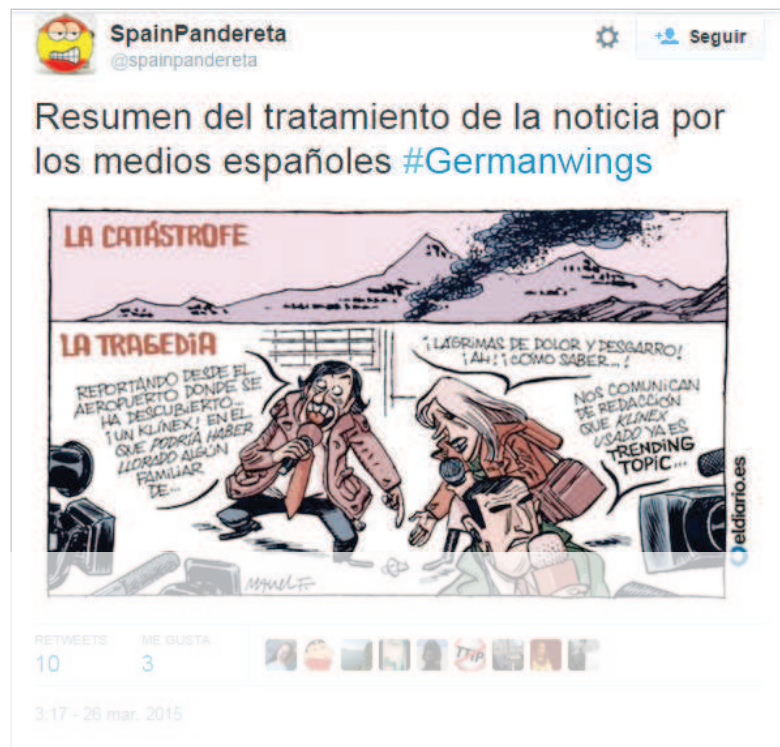 SpainPandereta
@spainpandereta
Seguir
Resumen del tratamiento de la noticia por
los medios españoles #Germanwings
LA CATÁSTROFE
LA TRAGEDIA
REPORTANDO DESDE EL
AEROPUERTO DONDE SE
HA DESCUBIERTO...
¡UN KLÍNEX! EN EL
QUE PODRÍA HABER
LLORADO ALGÚN
FAMILIAR
DE...
¡LÁGRIMAS DE DOLOR Y DESGARRO!
¡AH! ¡CÓMO SABER...!
NOS COMUNICAN
DE REDACCIÓN
QUE KLÍNEX
USADO YA ES
TRENDING
TOPIC...
eldiario.es
MANEL F.
RETWEETS
ME GUSTA
10
3
TTIP
3:17 - 26 mar. 2015